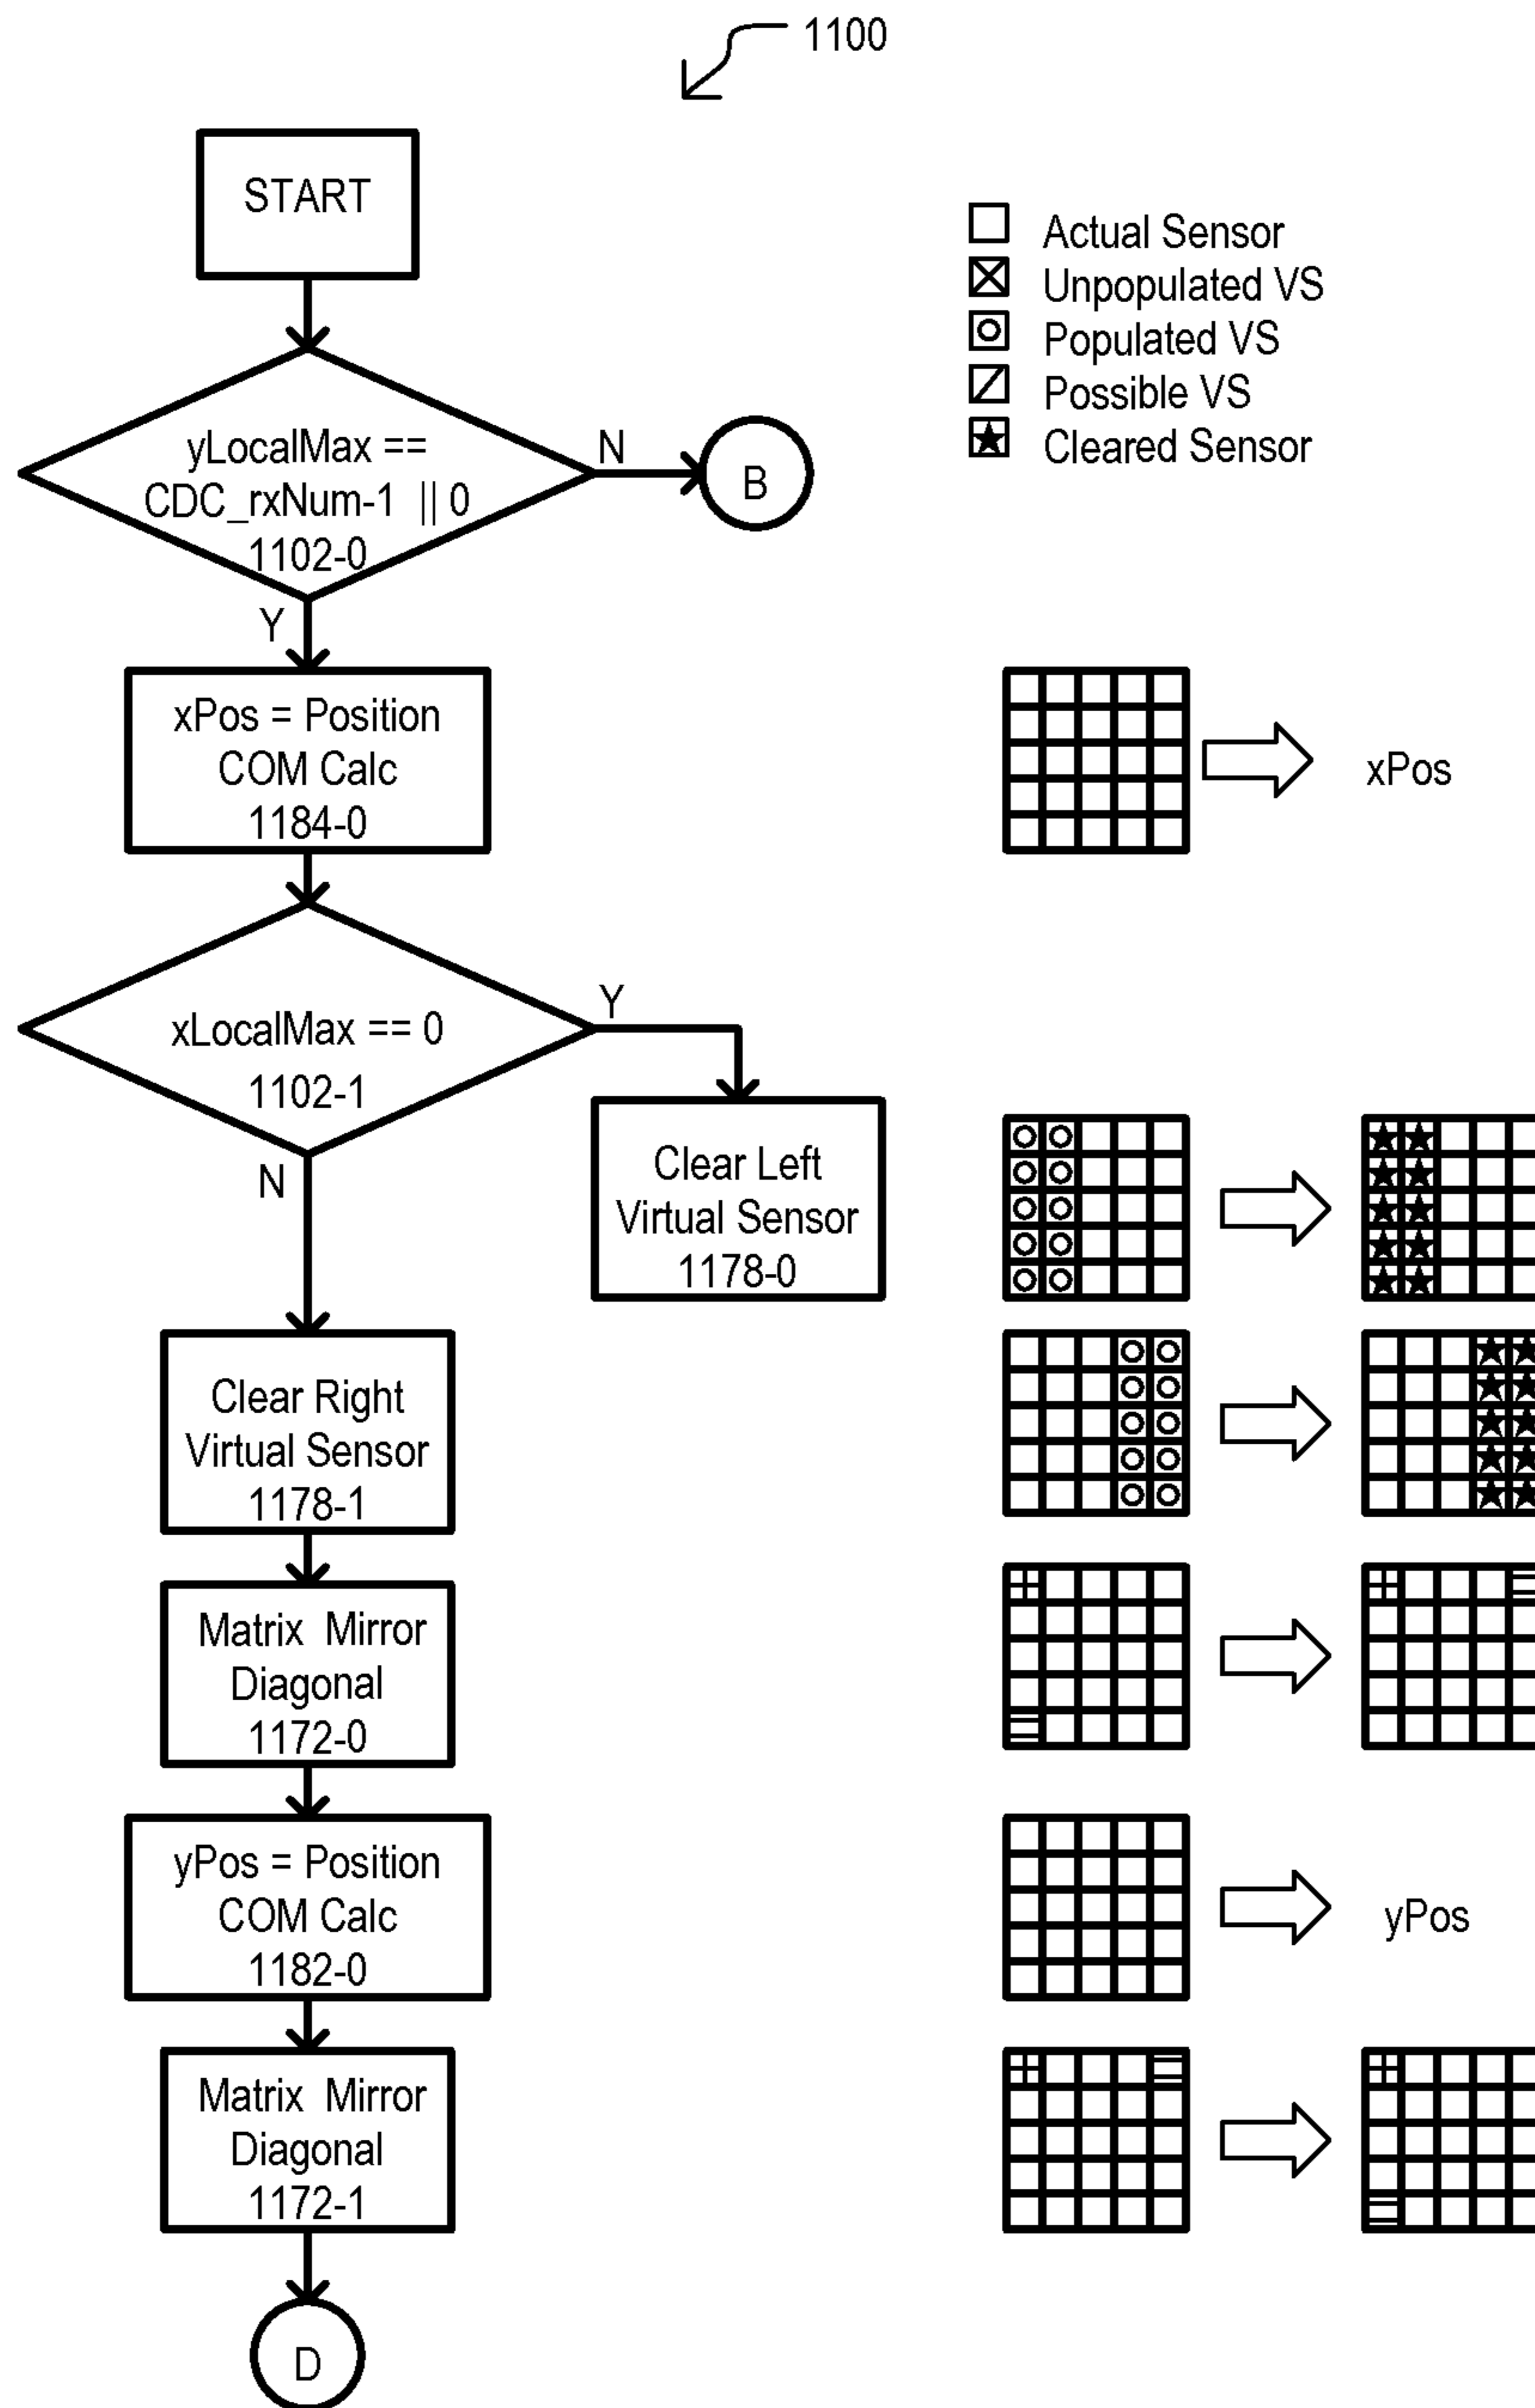 1100
START
Actual Sensor
Unpopulated VS
Populated VS
Possible VS
Cleared Sensor
yLocalMax ==
CDC_rxNum-1 || 0
1102-0
N
B
Y
xPos = Position
COM Calc
1184-0
xPos
xLocalMax == 0
1102-1
Y
N
Clear Left
Virtual Sensor
1178-0
Clear Right
Virtual Sensor
1178-1
Matrix Mirror
Diagonal
1172-0
yPos = Position
COM Calc
1182-0
yPos
Matrix Mirror
Diagonal
1172-1
D